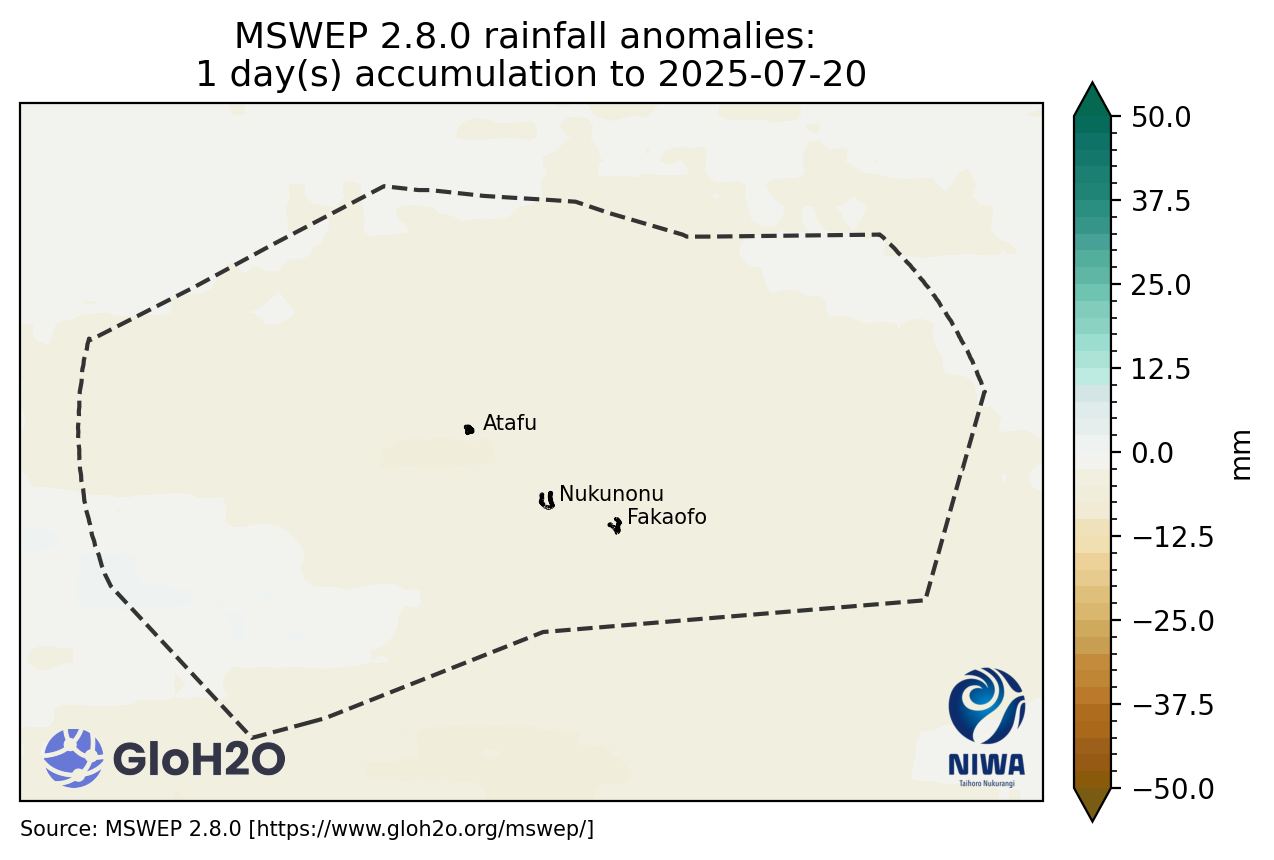 MSWEP 2.8.0 rainfall anomalies:
1 day(s) accumulation to 2025-07-20
50.0
37.5
25.0
12.5
0.0
−12.5
−25.0
−37.5
−50.0
mm
Atafu
Nukunonu
Fakaofo
GloH2O
NIWA
Taihoro Nukurangi
Source: MSWEP 2.8.0 [https://www.gloh2o.org/mswep/]